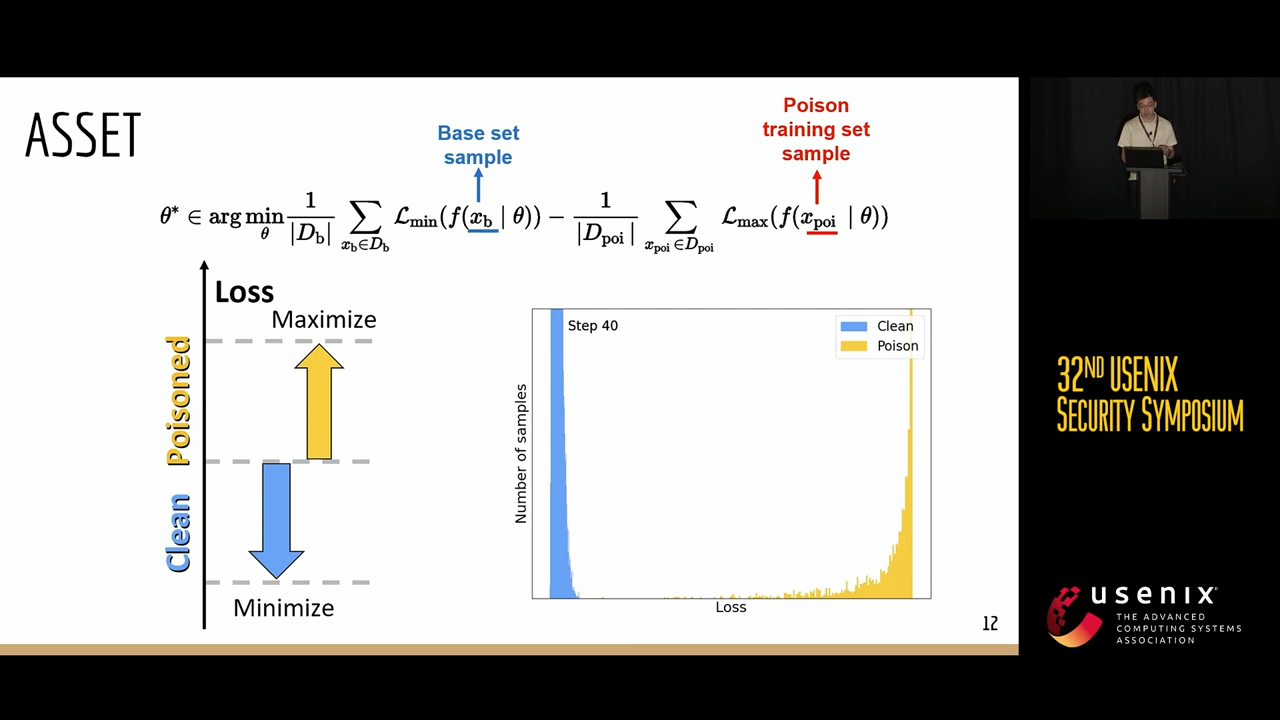 ASSET
Base set
sample
Poison
training set
sample
θ* ∈ arg min_θ 1/|D_b| ∑_{x_b∈D_b} ℒ_min(f(x_b | θ)) − 1/|D_poi| ∑_{x_poi∈D_poi} ℒ_max(f(x_poi | θ))
Loss
Maximize
Poisoned
Clean
Minimize
Step 40
Clean
Poison
Number of samples
Loss
12
32ND USENIX
SECURITY SYMPOSIUM
usenix
THE ADVANCED
COMPUTING SYSTEMS
ASSOCIATION